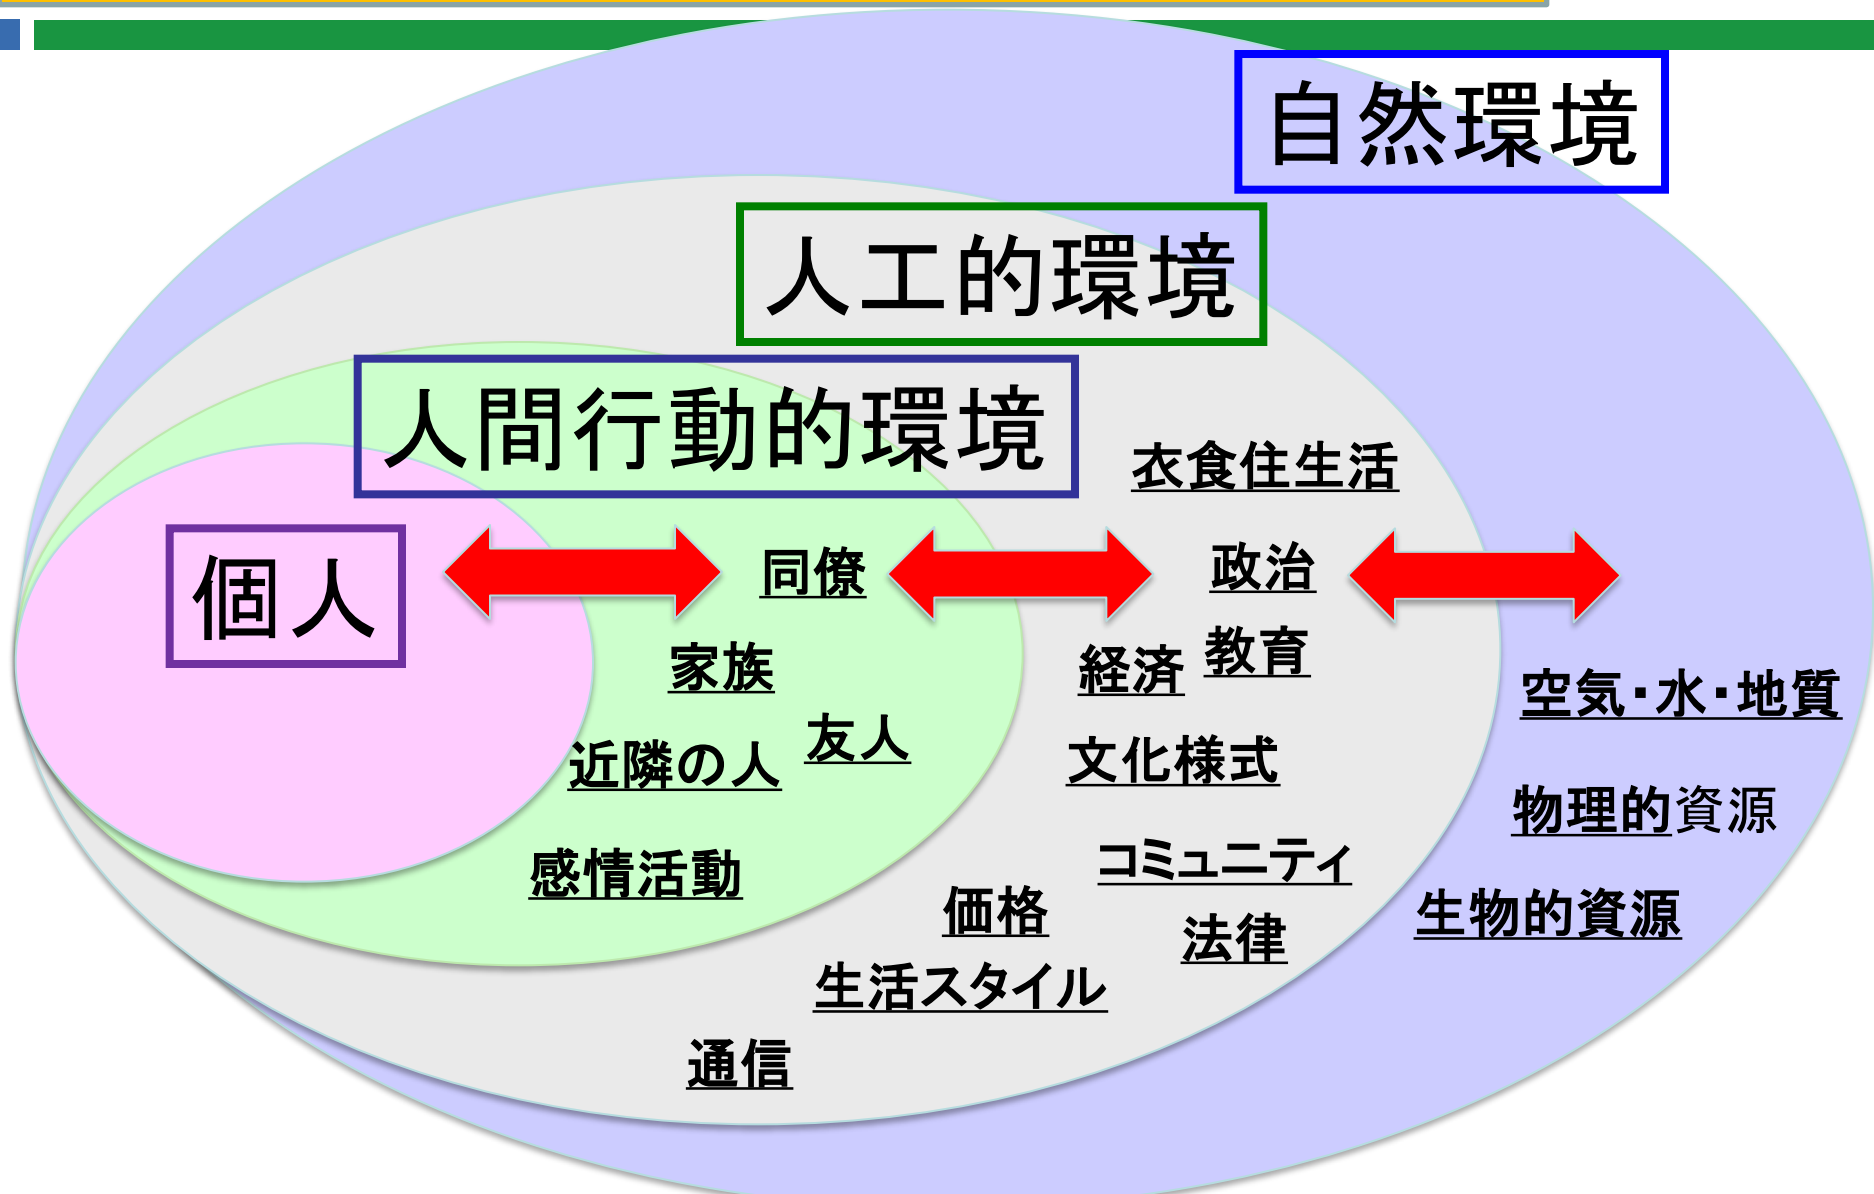 自然環境
人工的環境
人間行動的環境
衣食住生活
個人
同僚
政治
家族
経済
教育
空気・水・地質
友人
近隣の人
文化様式
物理的資源
コミュニティ
感情活動
価格
法律
生物的資源
生活スタイル
通信